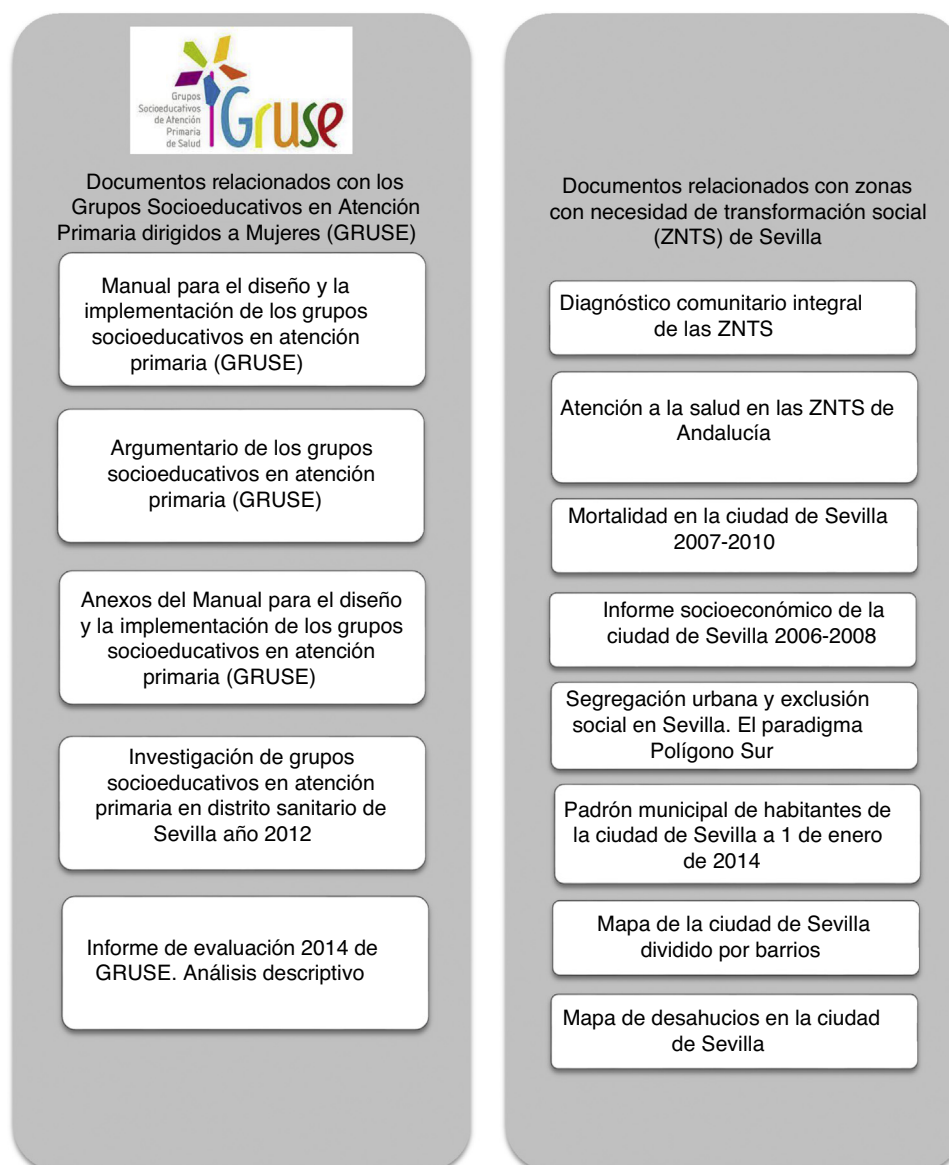 Grupos
Socioeducativos
de Atención
Primaria
de Salud
Gruse
Documentos relacionados con los
Grupos Socioeducativos en Atención
Primaria dirigidos a Mujeres (GRUSE)
Manual para el diseño y la
implementación de los grupos
socioeducativos en atención
primaria (GRUSE)
Argumentario de los grupos
socioeducativos en atención
primaria (GRUSE)
Anexos del Manual para el diseño
y la implementación de los grupos
socioeducativos en atención
primaria (GRUSE)
Investigación de grupos
socioeducativos en atención
primaria en distrito sanitario de
Sevilla año 2012
Informe de evaluación 2014 de
GRUSE. Análisis descriptivo
Documentos relacionados con zonas
con necesidad de transformación social
(ZNTS) de Sevilla
Diagnóstico comunitario integral
de las ZNTS
Atención a la salud en las ZNTS de
Andalucía
Mortalidad en la ciudad de Sevilla
2007-2010
Informe socioeconómico de la
ciudad de Sevilla 2006-2008
Segregación urbana y exclusión
social en Sevilla. El paradigma
Polígono Sur
Padrón municipal de habitantes de
la ciudad de Sevilla a 1 de enero
de 2014
Mapa de la ciudad de Sevilla
dividido por barrios
Mapa de desahucios en la ciudad
de Sevilla